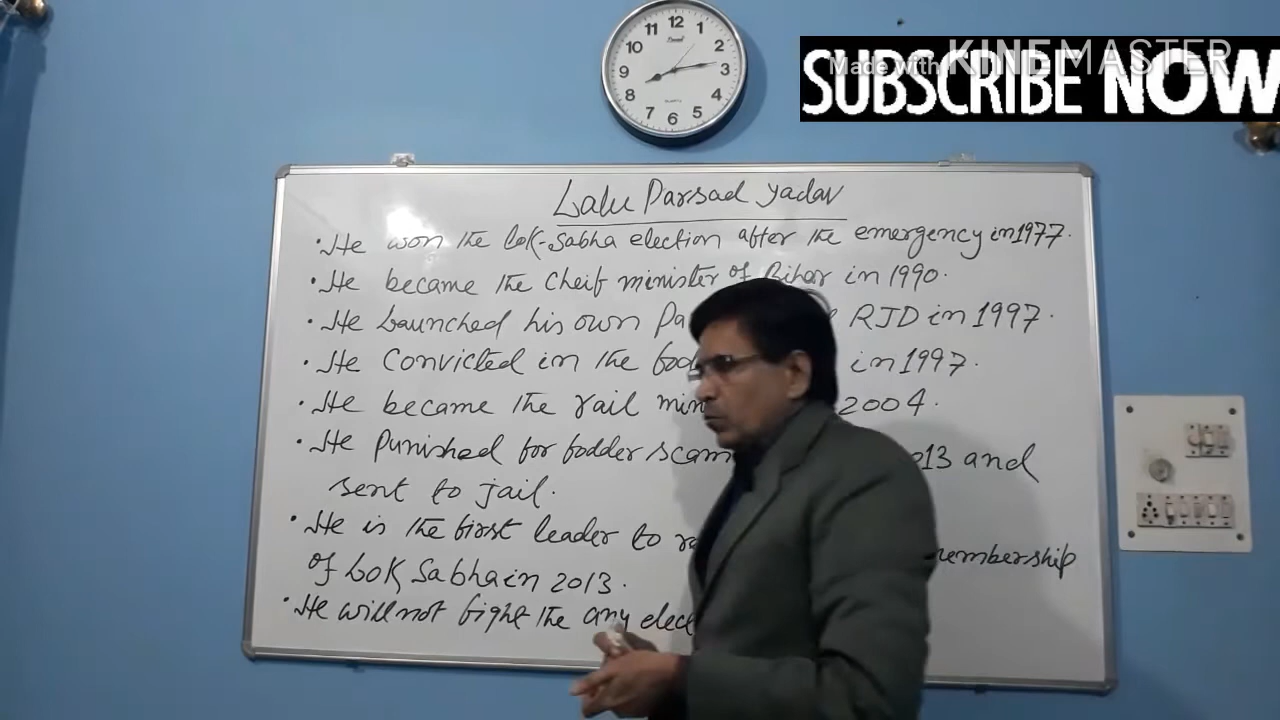 12 1 2 3 4 5 6 7 8 9 10 11
QUARTZ
Made with KINEMASTER
SUBSCRIBE NOW
Lalu Parsad Yadav
• He won the lok-sabha election after the emergency in 1977.
• He became the Cheif minister of Bihar in 1990.
• He Launched his own RJD in 1997.
• He Convicted in the in 1997.
• He became the rail 2004.
• He Punished for fodder scam 13 and
sent to jail.
• He is the first leader to membership
of Lok Sabha in 2013.
• He will not fight the any